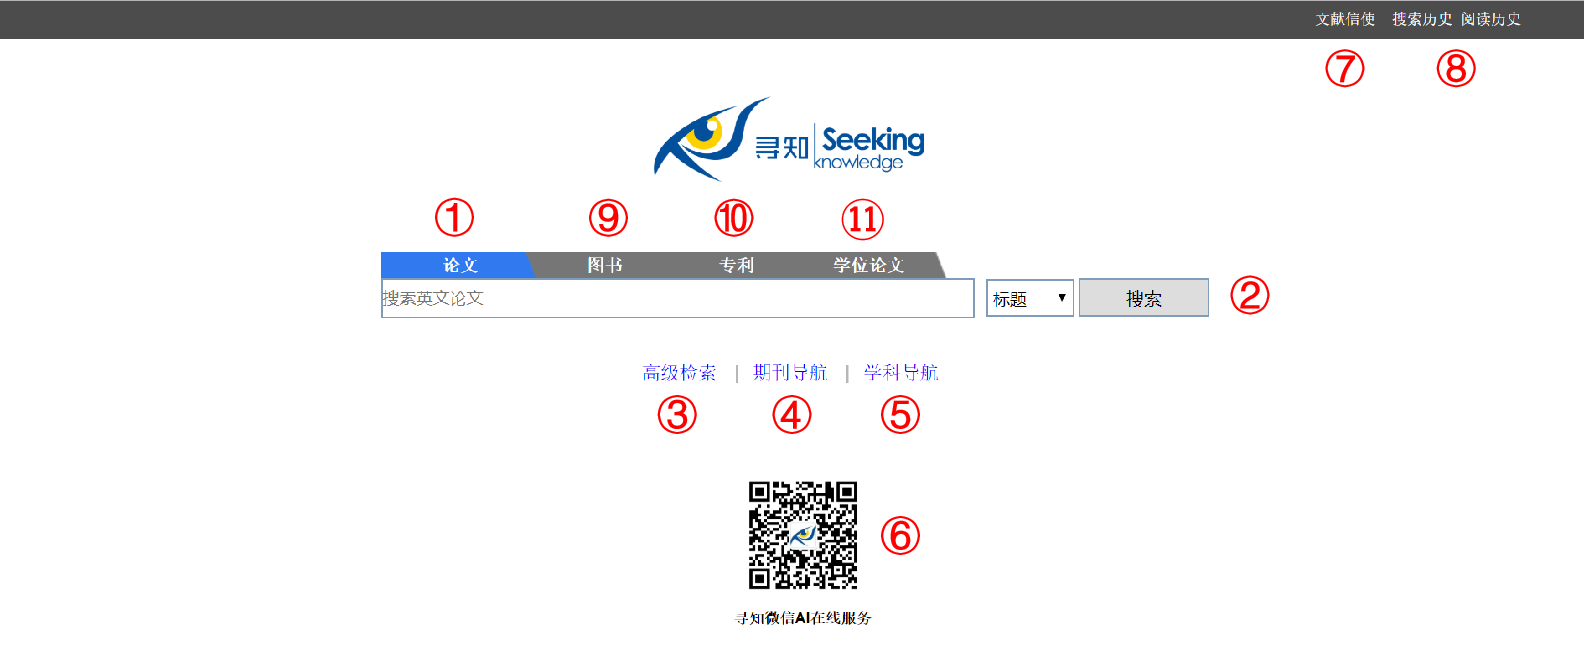 文献信使 搜索历史 阅读历史
⑦ ⑧
寻知 Seeking
knowledge
① ⑨ ⑩ ⑪
论文 图书 专利 学位论文
搜索英文论文 标题 ▼ 搜索 ②
高级检索 | 期刊导航 | 学科导航
③ ④ ⑤
⑥
寻知微信AI在线服务